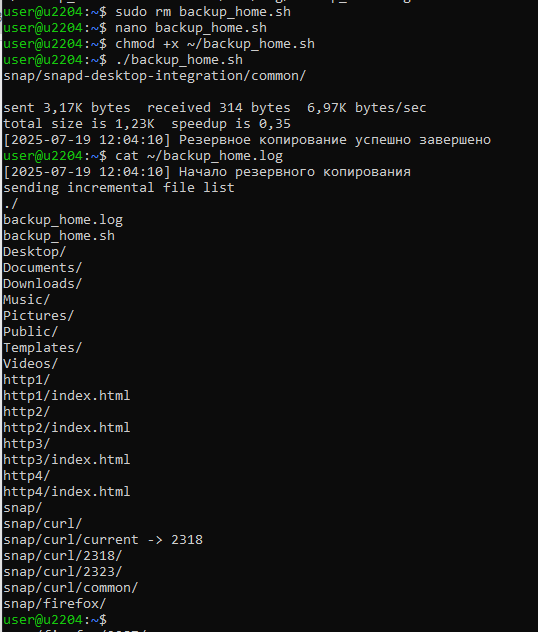 user@u2204:~$ sudo rm backup_home.sh
user@u2204:~$ nano backup_home.sh
user@u2204:~$ chmod +x ~/backup_home.sh
user@u2204:~$ ./backup_home.sh
snap/snapd-desktop-integration/common/

sent 3,17K bytes  received 314 bytes  6,97K bytes/sec
total size is 1,23K  speedup is 0,35
[2025-07-19 12:04:10] Резервное копирование успешно завершено
user@u2204:~$ cat ~/backup_home.log
[2025-07-19 12:04:10] Начало резервного копирования
sending incremental file list
./
backup_home.log
backup_home.sh
Desktop/
Documents/
Downloads/
Music/
Pictures/
Public/
Templates/
Videos/
http1/
http1/index.html
http2/
http2/index.html
http3/
http3/index.html
http4/
http4/index.html
snap/
snap/curl/
snap/curl/current -> 2318
snap/curl/2318/
snap/curl/2323/
snap/curl/common/
snap/firefox/
user@u2204:~$